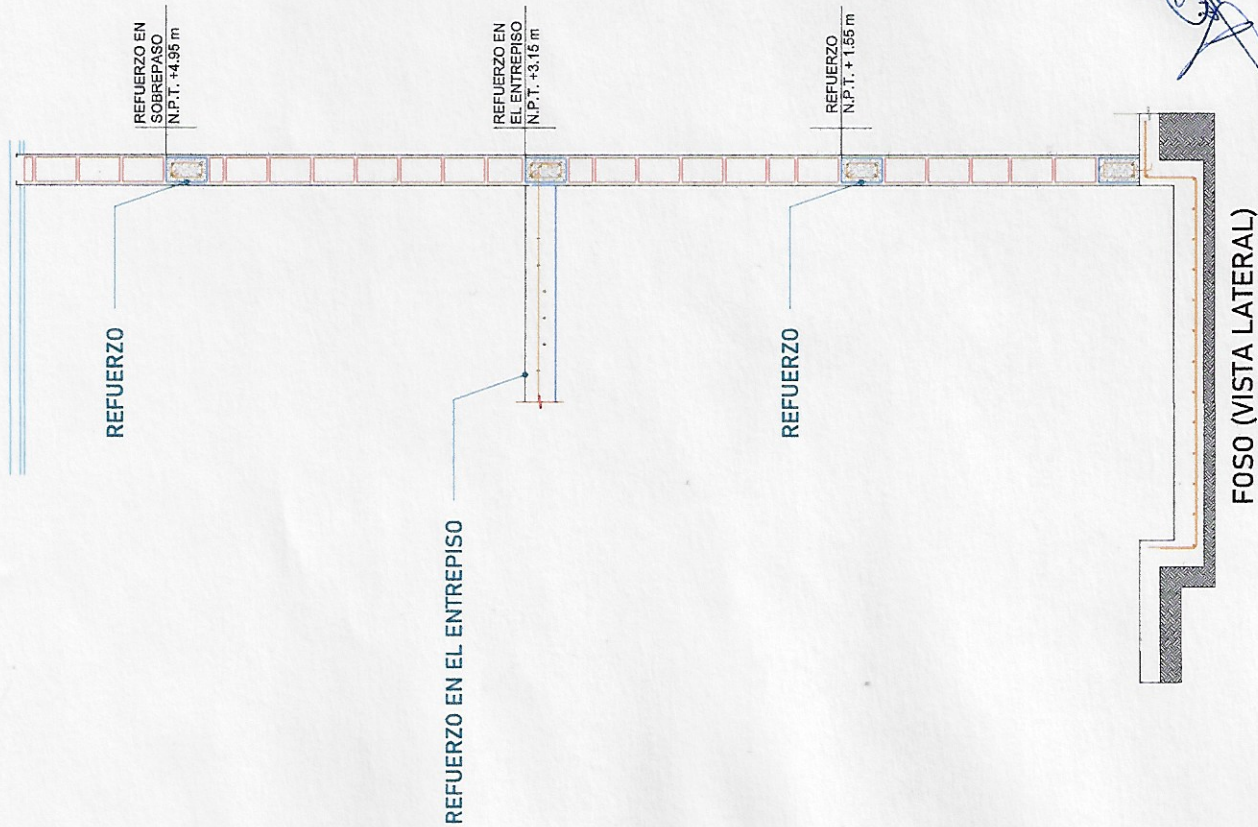 REFUERZO EN
SOBREPASO
N.P.T. +4.95 m
REFUERZO
REFUERZO EN
EL ENTREPISO
N.P.T. +3.15 m
REFUERZO EN EL ENTREPISO
REFUERZO
N.P.T. +1.55 m
REFUERZO
FOSO (VISTA LATERAL)